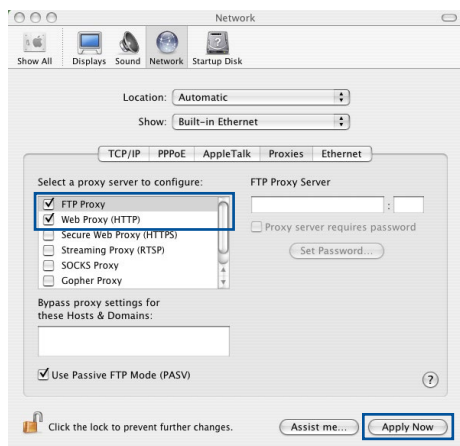 Network
Show All Displays Sound Network Startup Disk
Location: Automatic
Show: Built-in Ethernet
TCP/IP PPPoE AppleTalk Proxies Ethernet
Select a proxy server to configure: FTP Proxy Server
FTP Proxy :
Web Proxy (HTTP) Proxy server requires password
Secure Web Proxy (HTTPS)
Streaming Proxy (RTSP) Set Password...
SOCKS Proxy
Gopher Proxy
Bypass proxy settings for
these Hosts & Domains:
Use Passive FTP Mode (PASV) ?
Click the lock to prevent further changes. Assist me... Apply Now